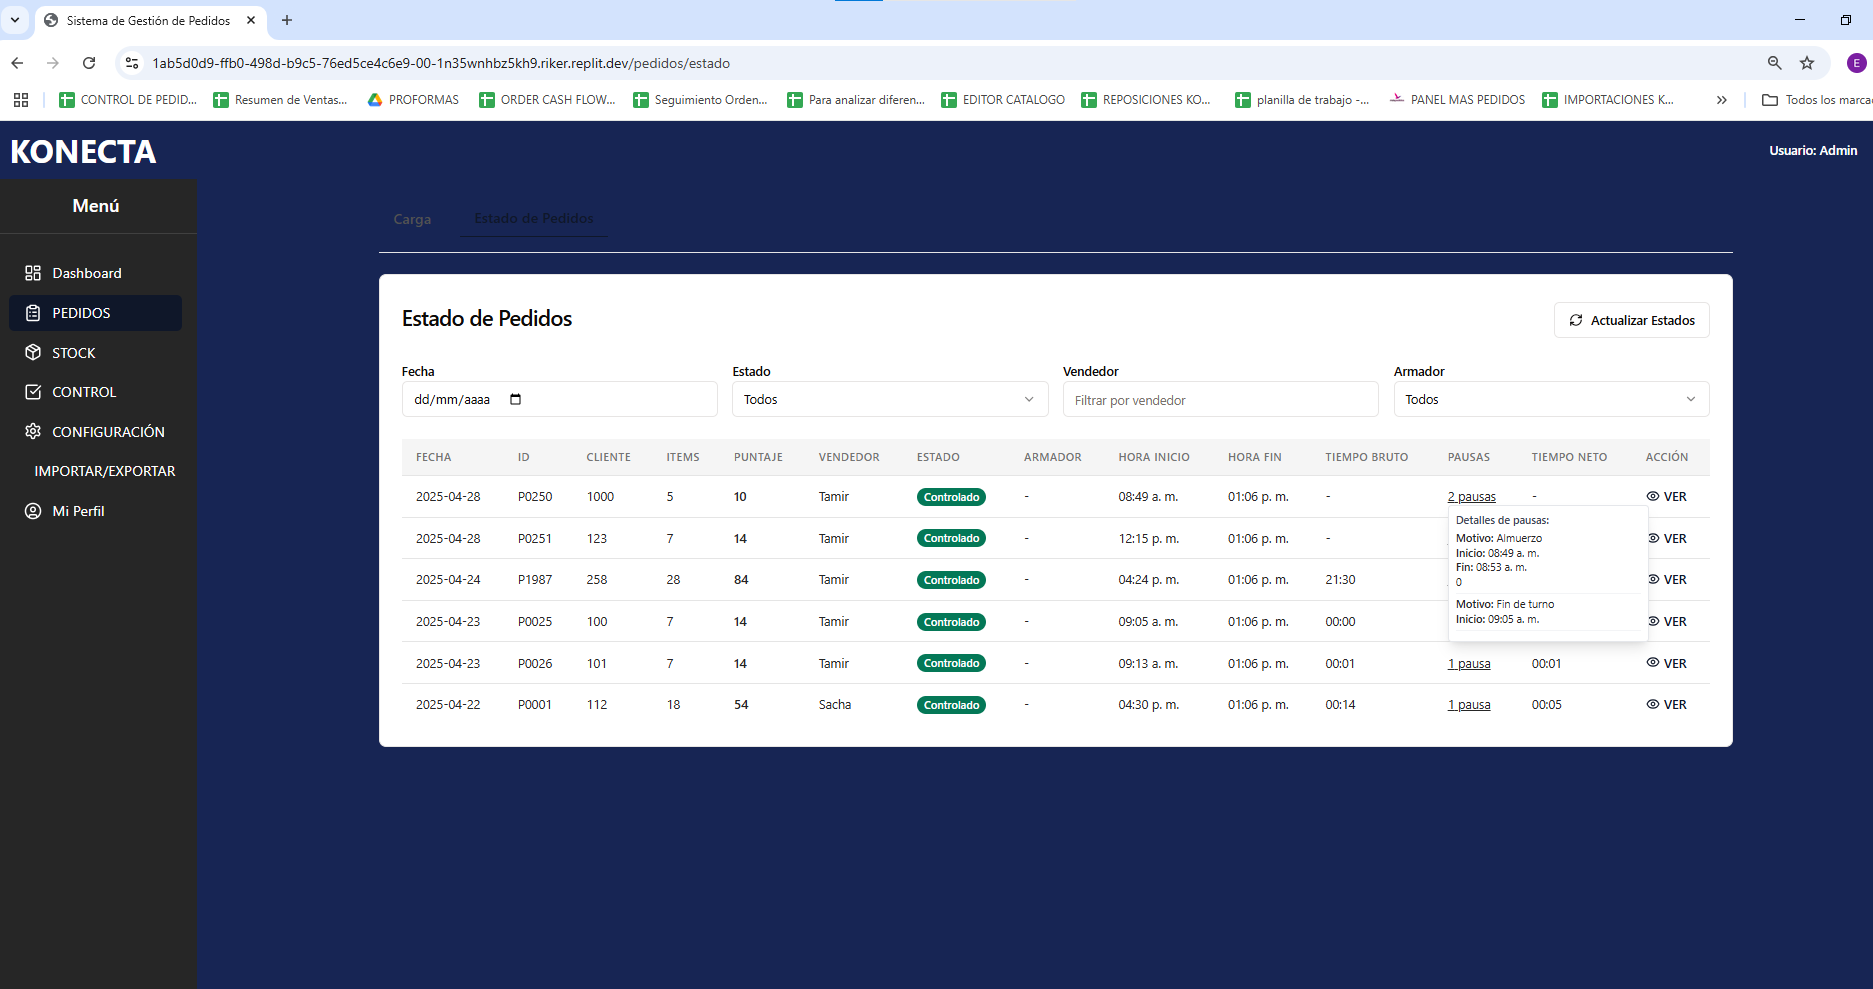 Sistema de Gestión de Pedidos
1ab5d0d9-ffb0-498d-b9c5-76ed5ce4c6e9-00-1n35wnhbz5kh9.riker.replit.dev/pedidos/estado
E
CONTROL DE PEDID... Resumen de Ventas... PROFORMAS ORDER CASH FLOW... Seguimiento Orden... Para analizar diferen... EDITOR CATALOGO REPOSICIONES KO... planilla de trabajo -... PANEL MAS PEDIDOS IMPORTACIONES K... Todos los marca
KONECTA
Usuario: Admin
Menú
Dashboard
PEDIDOS
STOCK
CONTROL
CONFIGURACIÓN
IMPORTAR/EXPORTAR
Mi Perfil
Carga Estado de Pedidos
Estado de Pedidos
Actualizar Estados
Fecha Estado Vendedor Armador
dd/mm/aaaa Todos Filtrar por vendedor Todos
FECHA ID CLIENTE ITEMS PUNTAJE VENDEDOR ESTADO ARMADOR HORA INICIO HORA FIN TIEMPO BRUTO PAUSAS TIEMPO NETO ACCIÓN
2025-04-28 P0250 1000 5 10 Tamir Controlado - 08:49 a. m. 01:06 p. m. - 2 pausas - VER
2025-04-28 P0251 123 7 14 Tamir Controlado - 12:15 p. m. 01:06 p. m. - VER
2025-04-24 P1987 258 28 84 Tamir Controlado - 04:24 p. m. 01:06 p. m. 21:30 VER
2025-04-23 P0025 100 7 14 Tamir Controlado - 09:05 a. m. 01:06 p. m. 00:00 VER
2025-04-23 P0026 101 7 14 Tamir Controlado - 09:13 a. m. 01:06 p. m. 00:01 1 pausa 00:01 VER
2025-04-22 P0001 112 18 54 Sacha Controlado - 04:30 p. m. 01:06 p. m. 00:14 1 pausa 00:05 VER
Detalles de pausas:
Motivo: Almuerzo
Inicio: 08:49 a. m.
Fin: 08:53 a. m.
0
Motivo: Fin de turno
Inicio: 09:05 a. m.